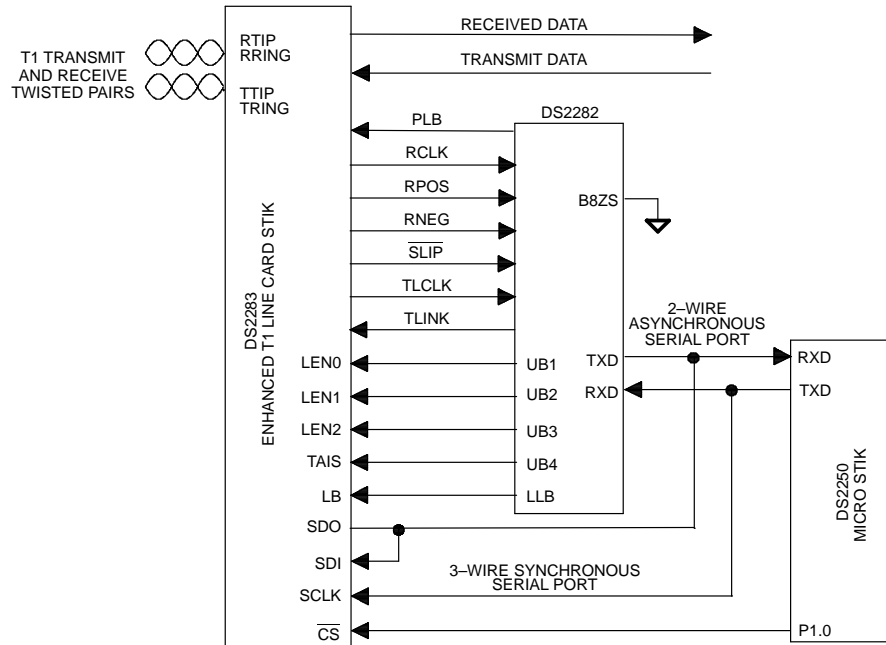 T1 TRANSMIT
AND RECEIVE
TWISTED PAIRS
RTIP
RRING
TTIP
TRING
DS2283
ENHANCED T1 LINE CARD STIK
RECEIVED DATA
TRANSMIT DATA
DS2282
PLB
RCLK
RPOS
RNEG
SLIP
TLCLK
TLINK
B8ZS
2–WIRE
ASYNCHRONOUS
SERIAL PORT
LEN0
UB1
TXD
RXD
LEN1
UB2
RXD
TXD
LEN2
UB3
TAIS
UB4
LB
LLB
DS2250
MICRO STIK
SDO
SDI
3–WIRE SYNCHRONOUS
SERIAL PORT
SCLK
CS
P1.0